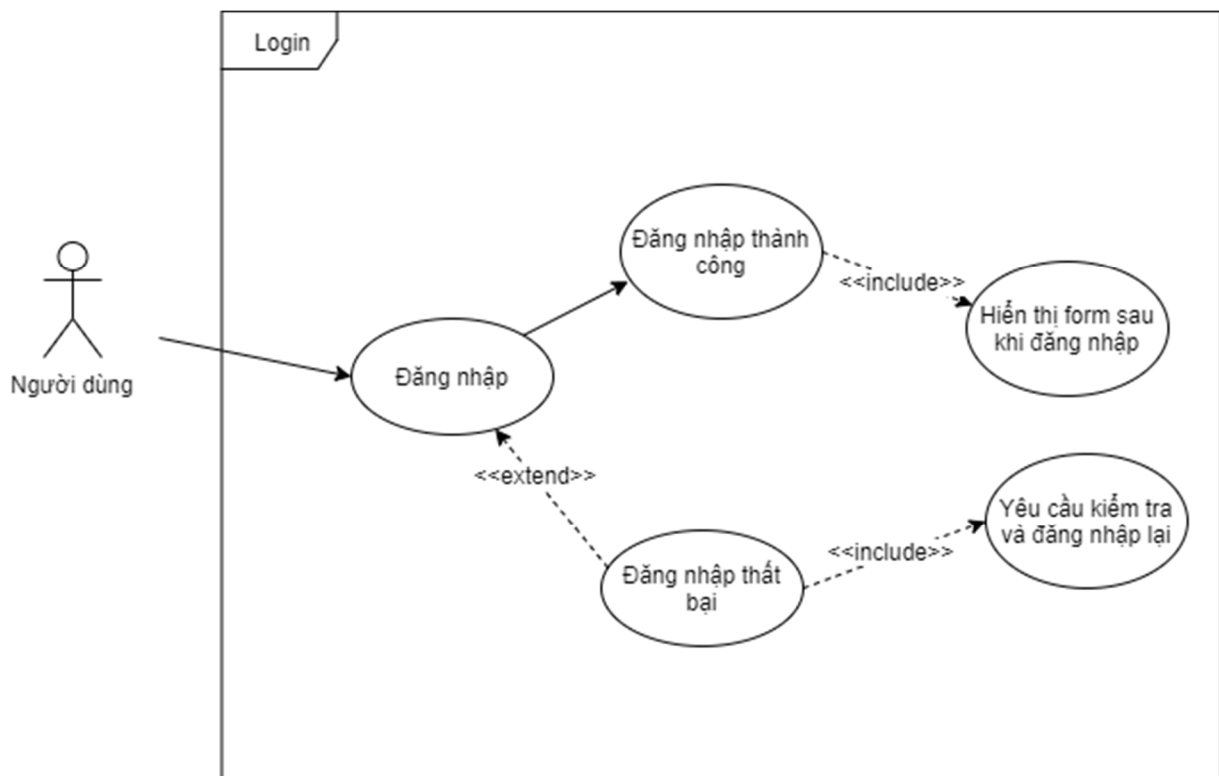 Login
Đăng nhập thành
công
<<include>>
Hiển thị form sau
khi đăng nhập
Người dùng
Đăng nhập
<<extend>>
Yêu cầu kiểm tra
và đăng nhập lại
<<include>>
Đăng nhập thất
bại